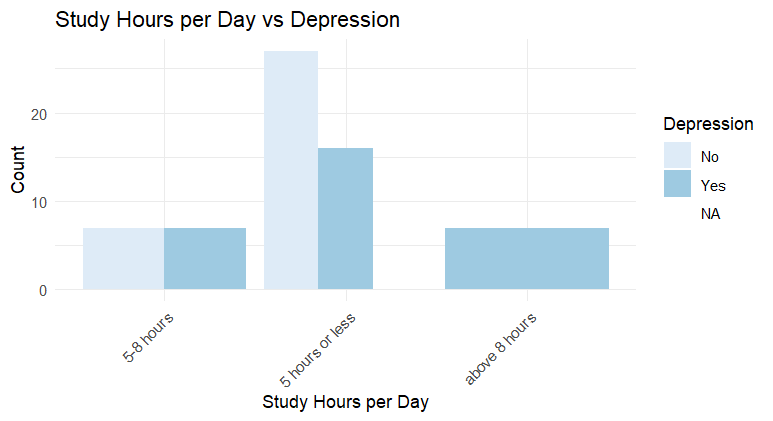 Study Hours per Day vs Depression
Count
20
10
0
5-8 hours
5 hours or less
above 8 hours
Study Hours per Day
Depression
No
Yes
NA